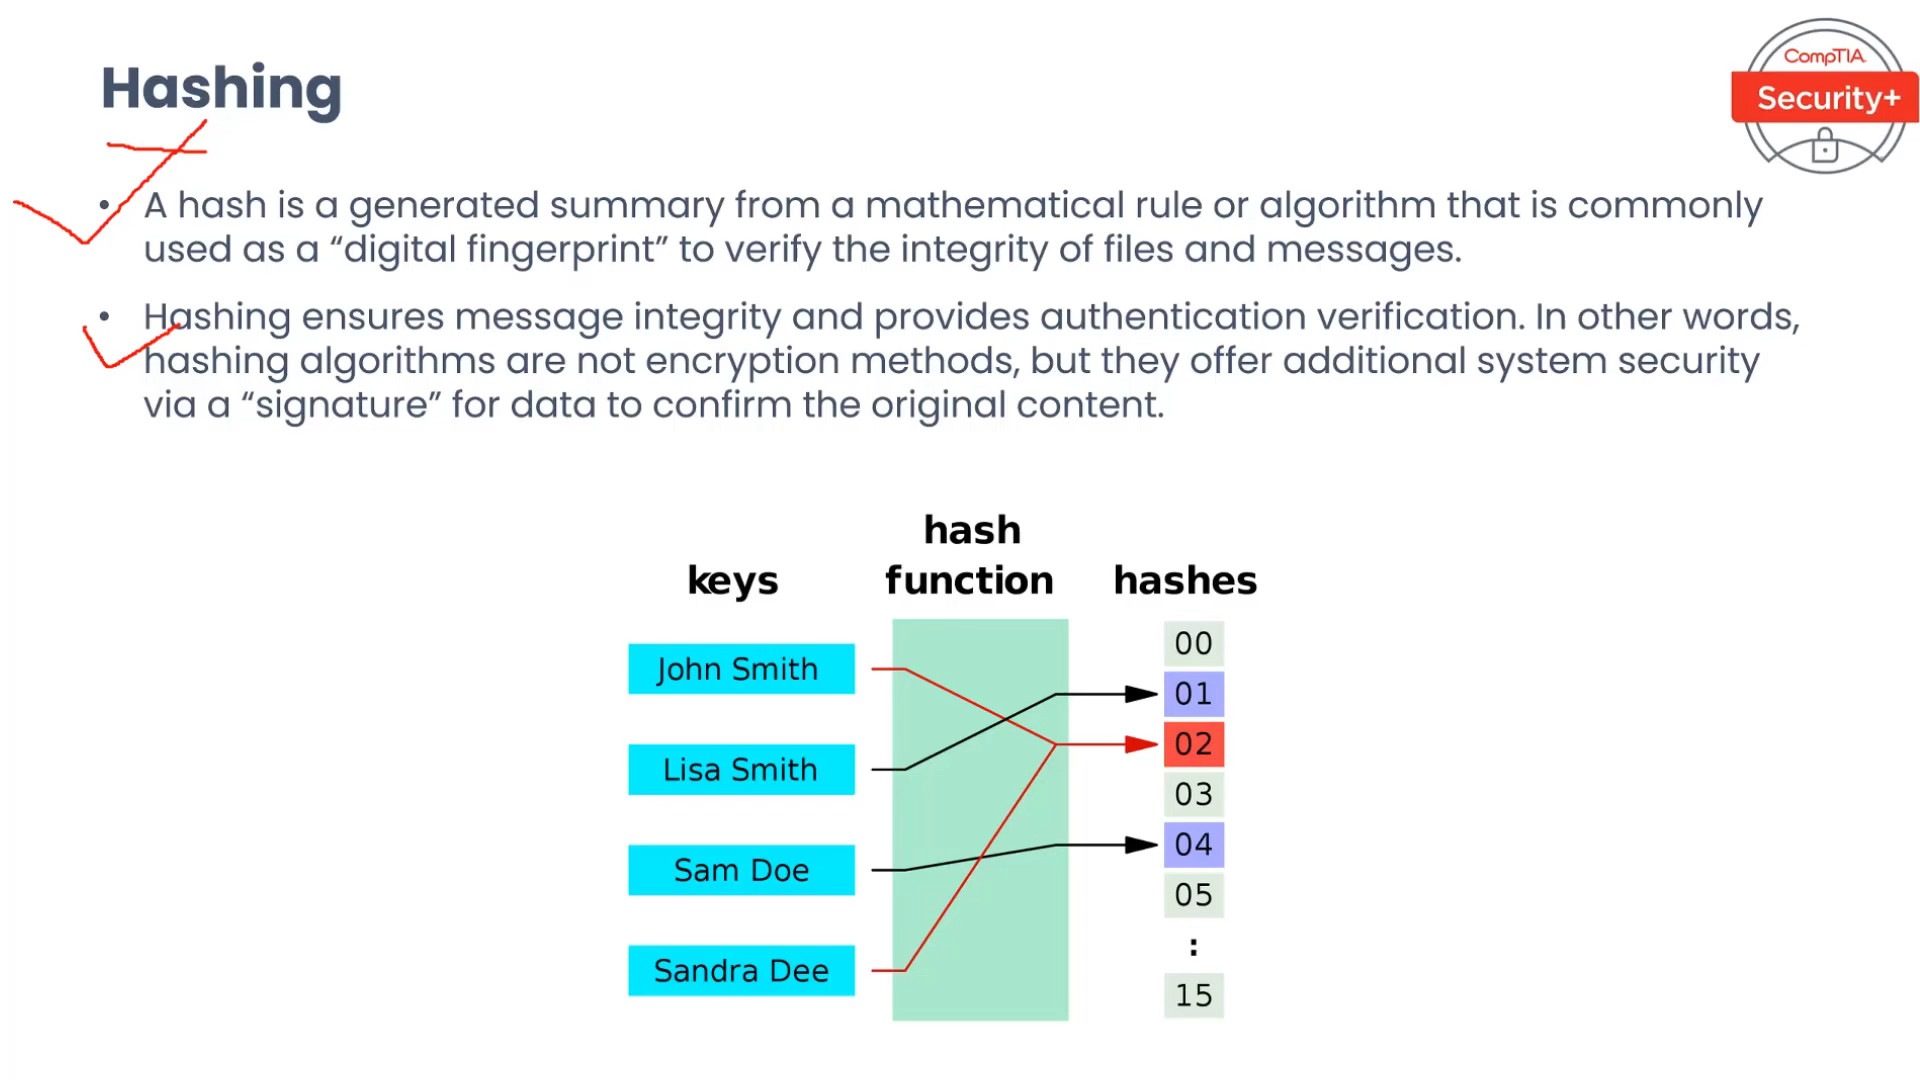 Hashing
CompTIA.
Security+
• A hash is a generated summary from a mathematical rule or algorithm that is commonly
used as a “digital fingerprint” to verify the integrity of files and messages.
• Hashing ensures message integrity and provides authentication verification. In other words,
hashing algorithms are not encryption methods, but they offer additional system security
via a “signature” for data to confirm the original content.
hash
keys function hashes
00
John Smith
01
02
Lisa Smith
03
04
Sam Doe
05
:
Sandra Dee
15